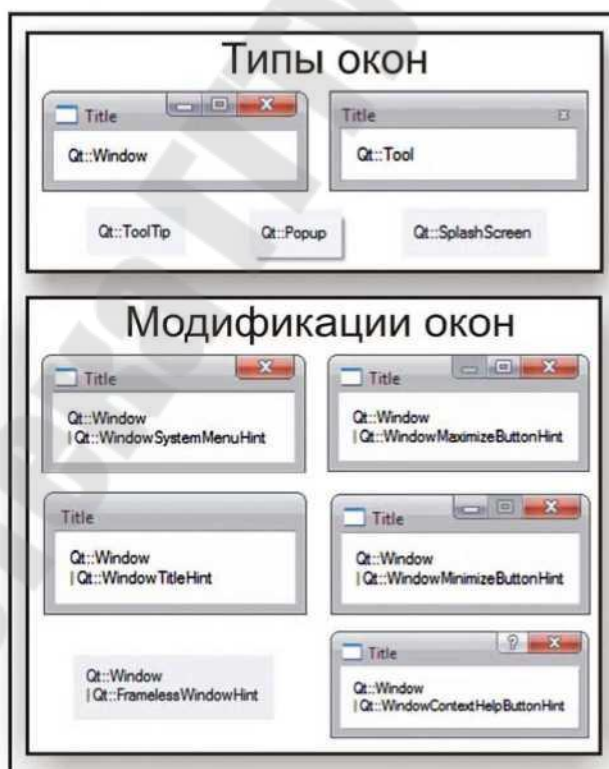 Типы окон
Title
Qt::Window
Title
Qt::Tool
Qt::ToolTip
Qt::Popup
Qt::SplashScreen
Модификации окон
Title
Qt::Window
| Qt::WindowSystemMenuHint
Title
Qt::Window
| Qt::WindowMaximizeButtonHint
Title
Qt::Window
| Qt::WindowTitleHint
Title
Qt::Window
| Qt::WindowMinimizeButtonHint
Qt::Window
| Qt::FramelessWindowHint
Title
Qt::Window
| Qt::WindowContextHelpButtonHint